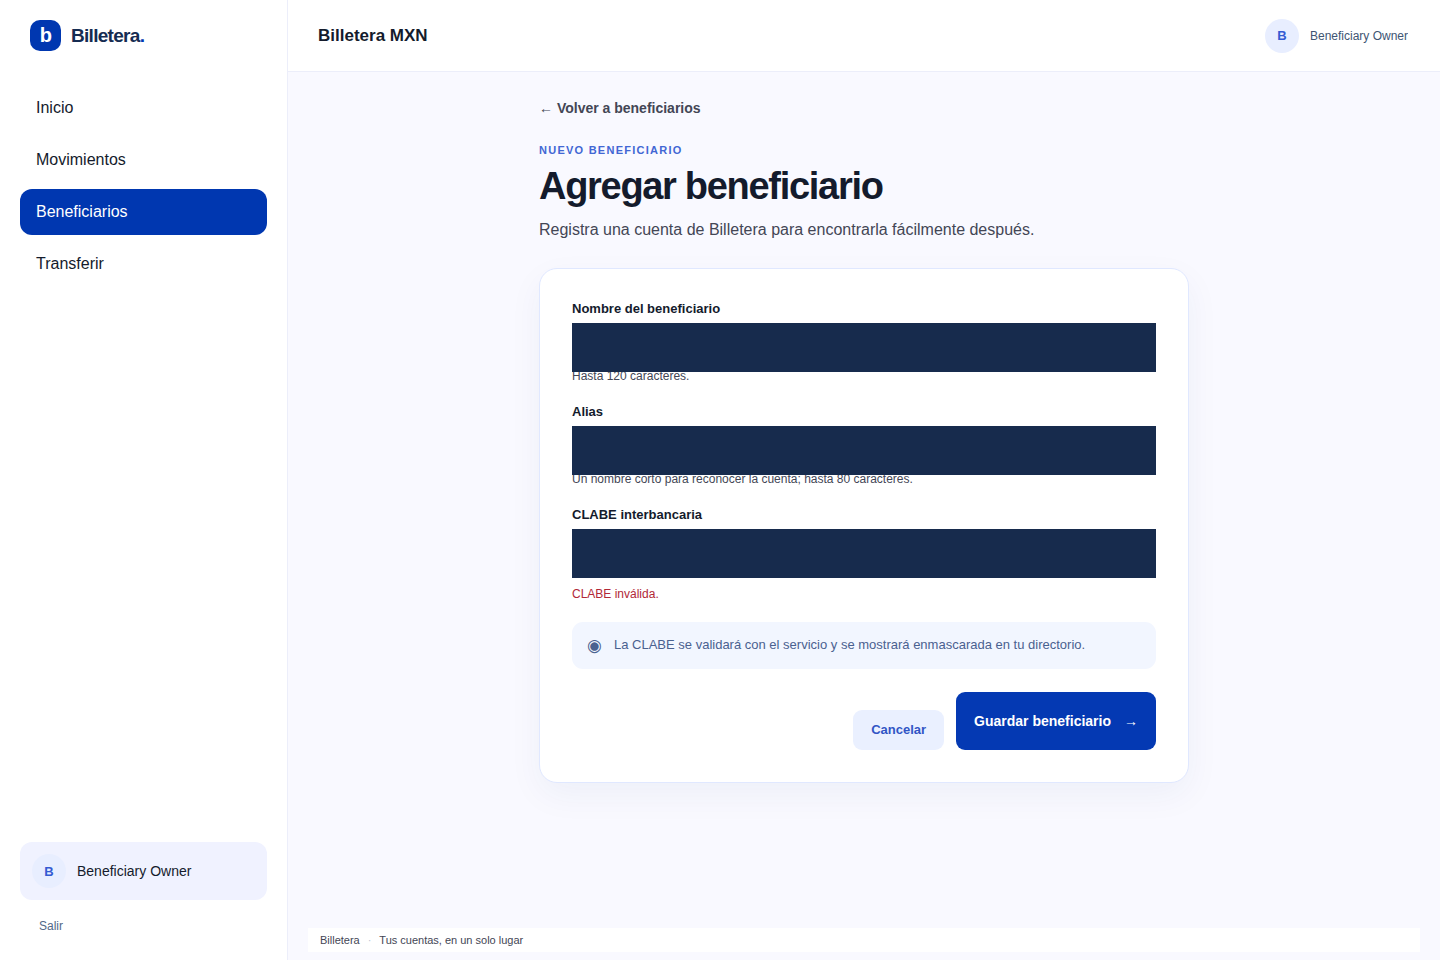 b Billetera.
Inicio
Movimientos
Beneficiarios
Transferir
B Beneficiary Owner
Salir
Billetera MXN
B Beneficiary Owner
← Volver a beneficiarios
NUEVO BENEFICIARIO
Agregar beneficiario
Registra una cuenta de Billetera para encontrarla fácilmente después.
Nombre del beneficiario
Hasta 120 caracteres.
Alias
Un nombre corto para reconocer la cuenta; hasta 80 caracteres.
CLABE interbancaria
CLABE inválida.
◉ La CLABE se validará con el servicio y se mostrará enmascarada en tu directorio.
Cancelar
Guardar beneficiario →
Billetera · Tus cuentas, en un solo lugar